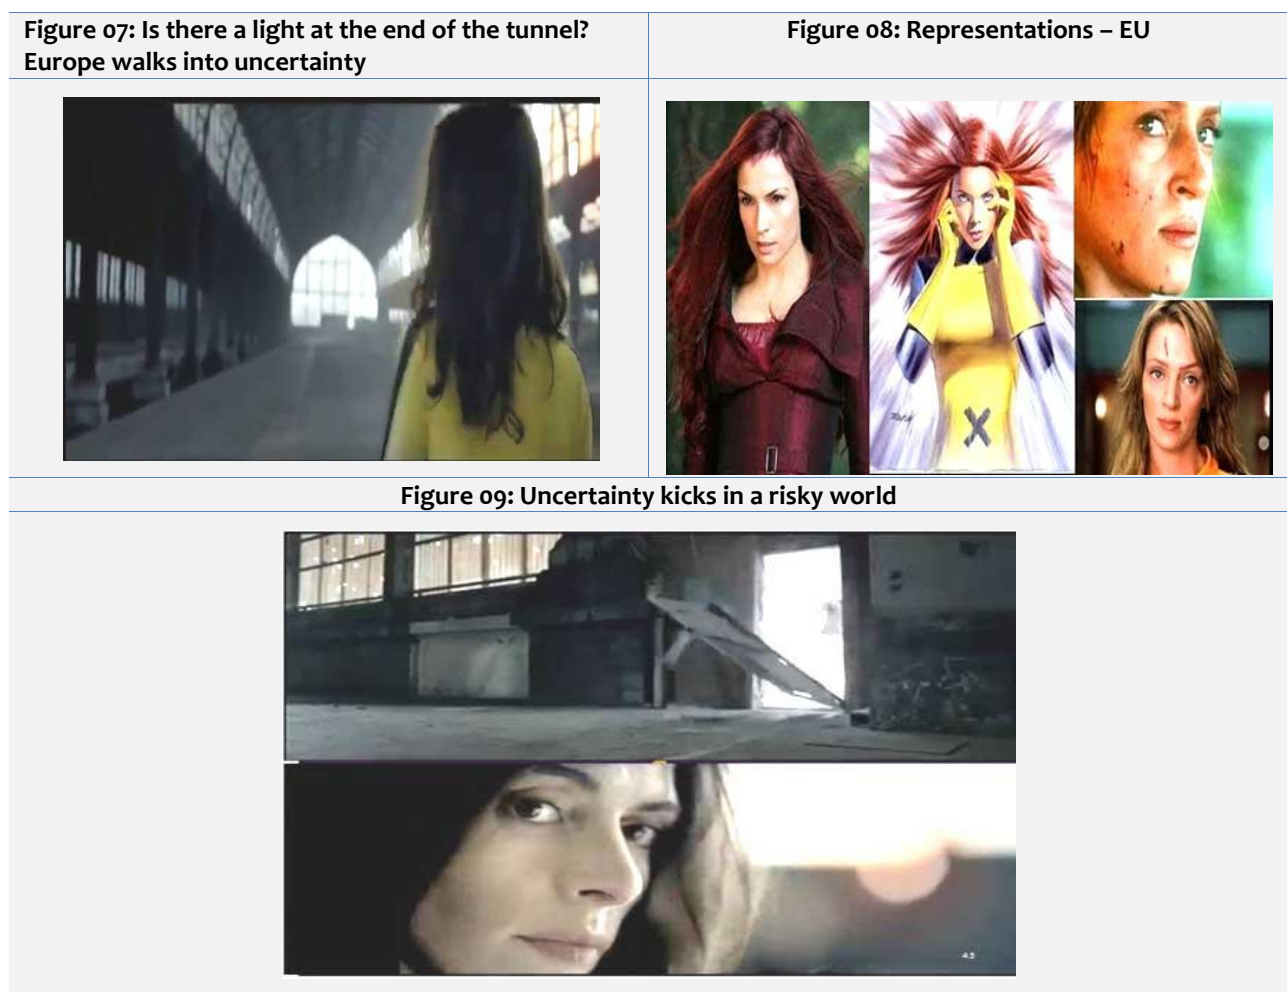 Figure 07: Is there a light at the end of the tunnel?
Europe walks into uncertainty
Figure 08: Representations – EU
Figure 09: Uncertainty kicks in a risky world